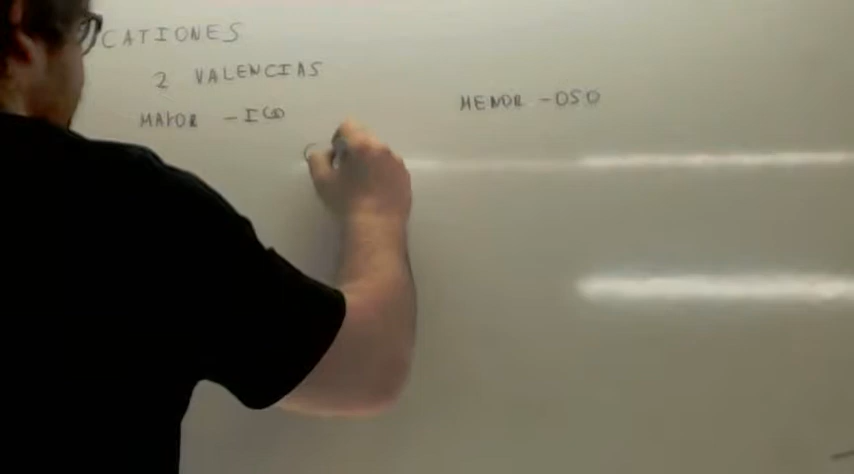 CATIONES
2 VALENCIAS
MAYOR -ICO
MENOR -OSO